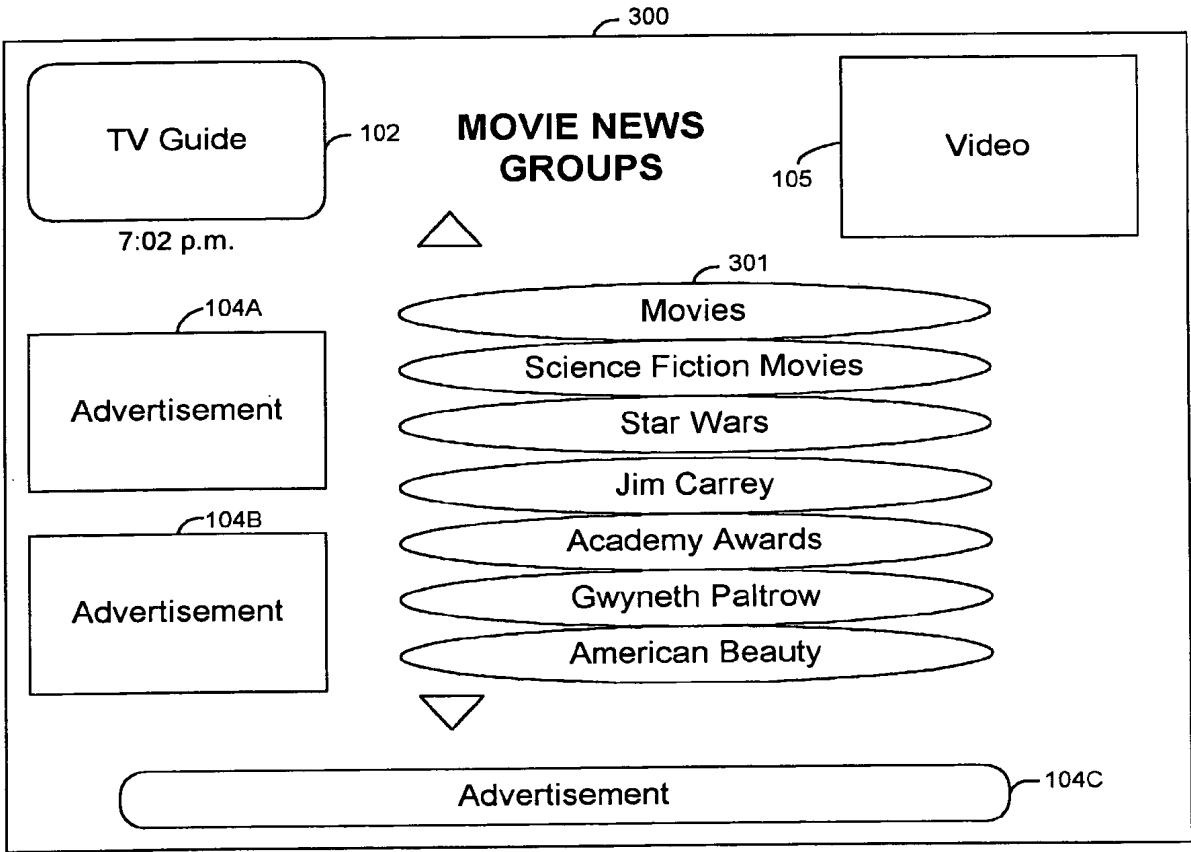 300
TV Guide
102
MOVIE NEWS
GROUPS
105
Video
7:02 p.m.
301
104A
Advertisement
104B
Advertisement
Movies
Science Fiction Movies
Star Wars
Jim Carrey
Academy Awards
Gwyneth Paltrow
American Beauty
Advertisement
104C